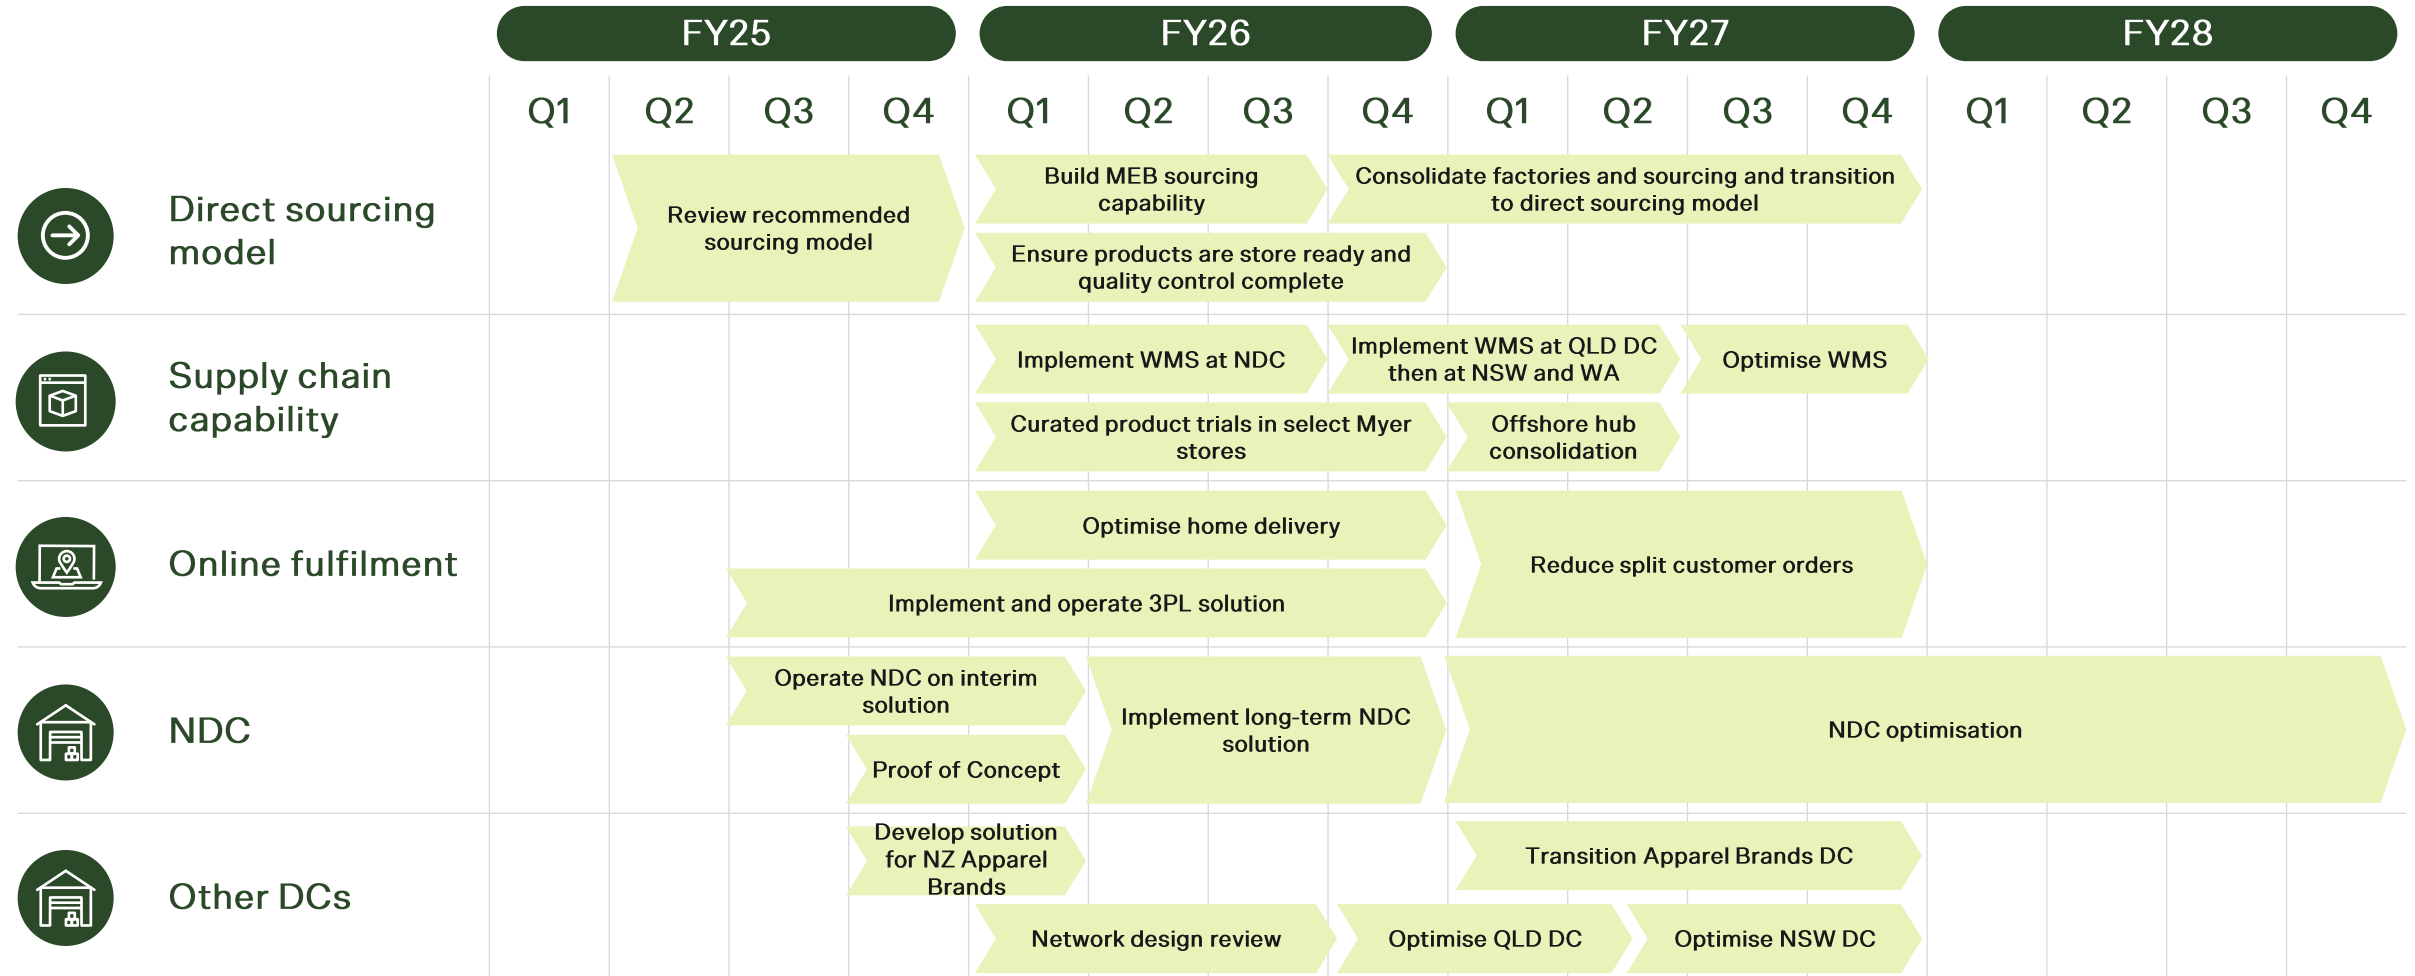 FY25 FY26 FY27 FY28
Q1 Q2 Q3 Q4 Q1 Q2 Q3 Q4 Q1 Q2 Q3 Q4 Q1 Q2 Q3 Q4
Direct sourcing
model
Review recommended
sourcing model
Build MEB sourcing
capability
Consolidate factories and sourcing and transition
to direct sourcing model
Ensure products are store ready and
quality control complete
Supply chain
capability
Implement WMS at NDC
Implement WMS at QLD DC
then at NSW and WA
Optimise WMS
Curated product trials in select Myer
stores
Offshore hub
consolidation
Online fulfilment
Optimise home delivery
Implement and operate 3PL solution
Reduce split customer orders
NDC
Operate NDC on interim
solution
Proof of Concept
Implement long-term NDC
solution
NDC optimisation
Other DCs
Develop solution
for NZ Apparel
Brands
Transition Apparel Brands DC
Network design review
Optimise QLD DC
Optimise NSW DC